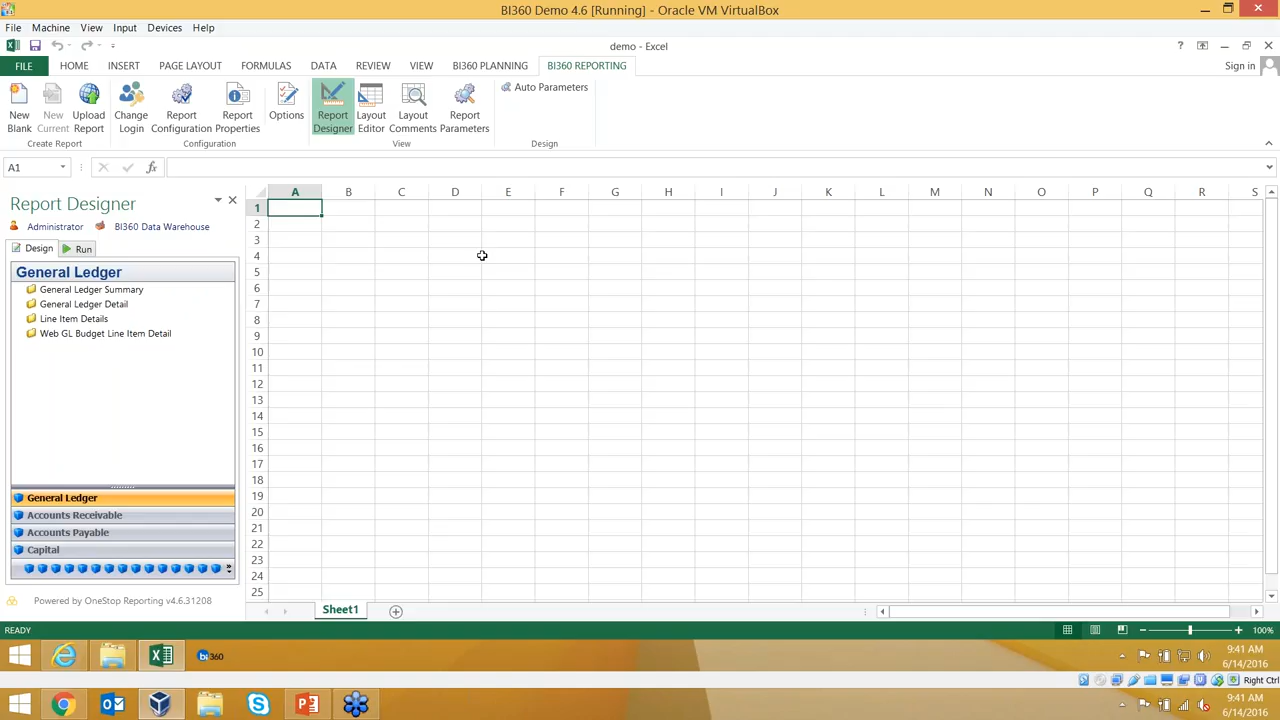 BI360 Demo 4.6 [Running] - Oracle VM VirtualBox
File Machine View Input Devices Help
demo - Excel
FILE HOME INSERT PAGE LAYOUT FORMULAS DATA REVIEW VIEW BI360 PLANNING BI360 REPORTING Sign in
New Blank
New Current
Upload Report
Change Login
Report Configuration
Report Properties
Options
Report Designer
Layout Editor
Layout Comments
Report Parameters
Auto Parameters
Create Report Configuration View Design
A1 fx
Report Designer
Administrator BI360 Data Warehouse
Design Run
General Ledger
General Ledger Summary
General Ledger Detail
Line Item Details
Web GL Budget Line Item Detail
General Ledger
Accounts Receivable
Accounts Payable
Capital
Powered by OneStop Reporting v4.6.31208
A B C D E F G H I J K L M N O P Q R S
1
2
3
4
5
6
7
8
9
10
11
12
13
14
15
16
17
18
19
20
21
22
23
24
25
Sheet1
READY 100%
bi360
9:41 AM
6/14/2016
Right Ctrl
9:41 AM
6/14/2016